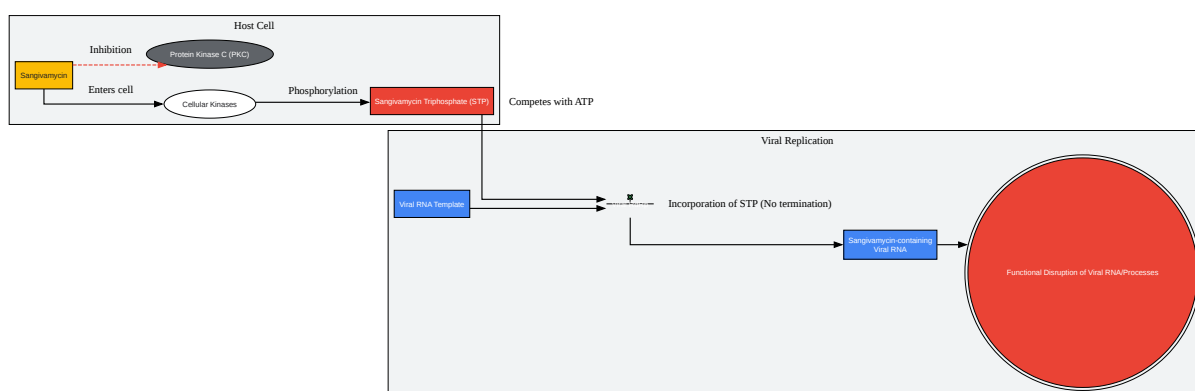 Host Cell
Inhibition
Protein Kinase C (PKC)
Sangivamycin
Enters cell
Cellular Kinases
Phosphorylation
Sangivamycin Triphosphate (STP)
Competes with ATP
Viral Replication
Viral RNA Template
Incorporation of STP (No termination)
Sangivamycin-containing
Viral RNA
Functional Disruption of Viral RNA/Processes